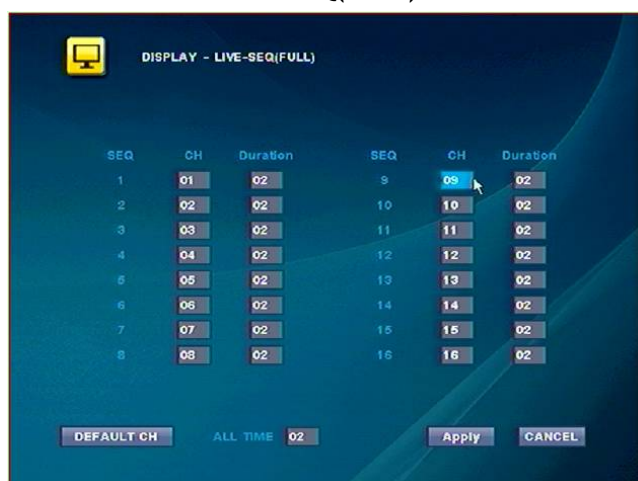 DISPLAY - LIVE-SEQ(FULL)
SEQ CH Duration SEQ CH Duration
1 01 02 9 09 02
2 02 02 10 10 02
3 03 02 11 11 02
4 04 02 12 12 02
5 05 02 13 13 02
6 06 02 14 14 02
7 07 02 15 15 02
8 08 02 16 16 02
DEFAULT CH ALL TIME 02 Apply CANCEL